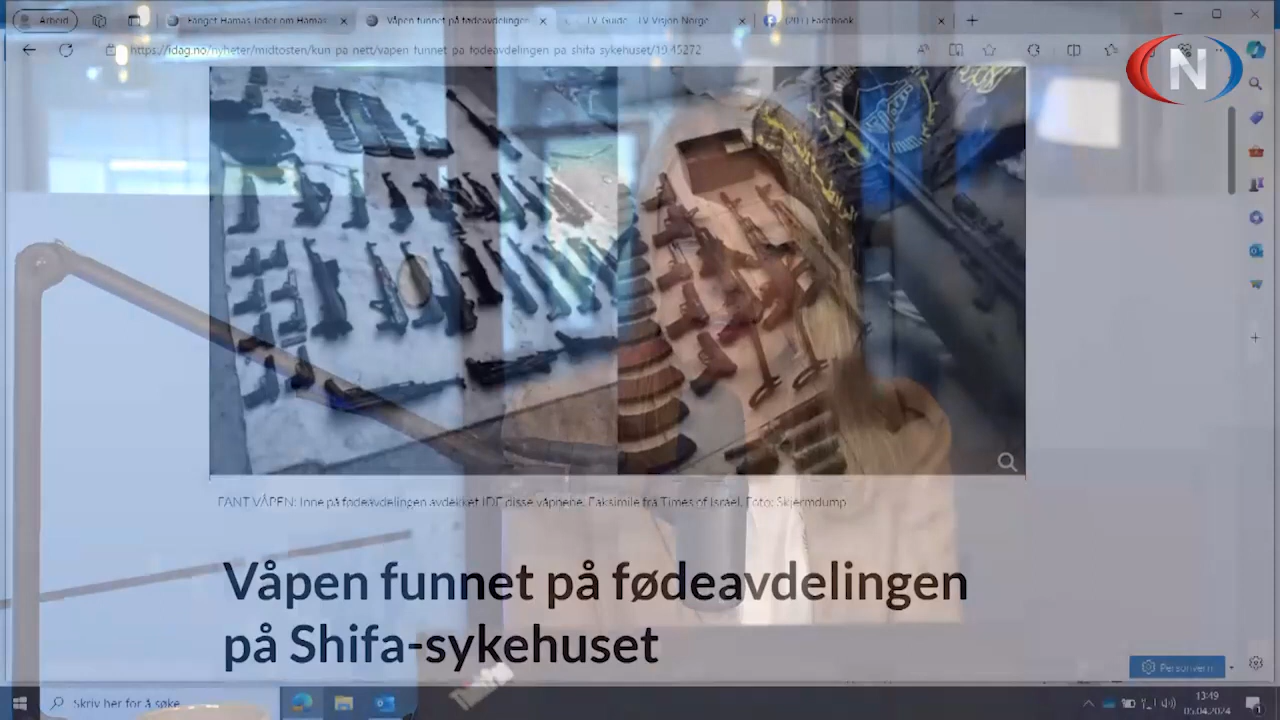 Arbeid
Fanget Hamas-leder om Hamas
Våpen funnet på fødeavdelingen
TV Guide - TV Visjon Norge
(20+) Facebook
https://idag.no/nyheter/midtosten/kun-pa-nett/vapen-funnet-pa-fodeavdelingen-pa-shifa-sykehuset/19.45272
N
FANT VÅPEN: Inne på fødeavdelingen avdekket IDF disse våpnene. Faksimile fra Times of Israel. Foto: Skjermdump
Våpen funnet på fødeavdelingen
på Shifa-sykehuset
Personvern
Skriv her for å søke
13:49
05.04.2024